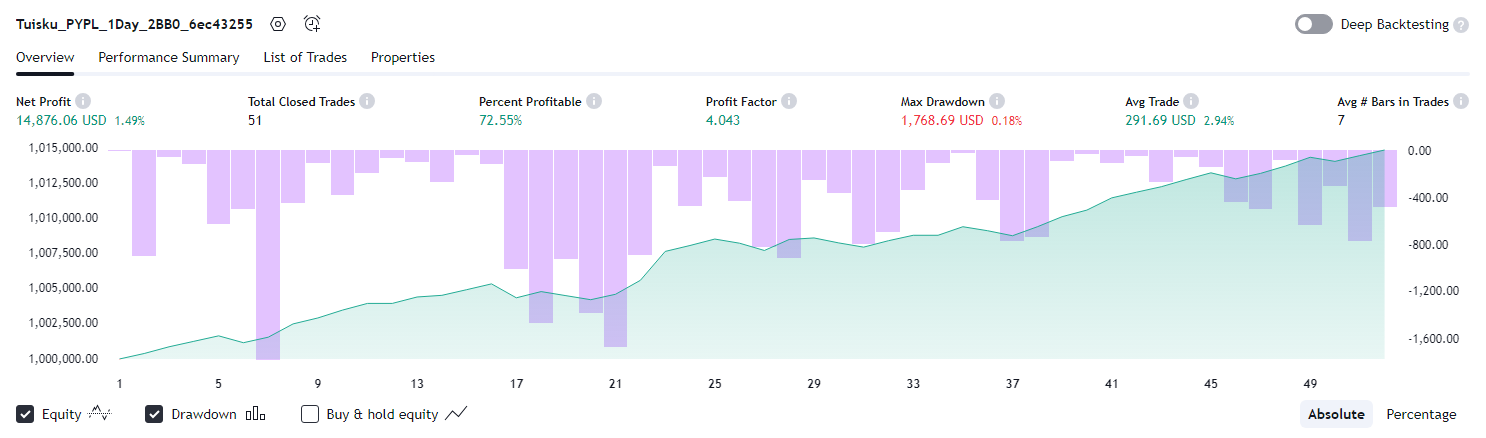 Tuisku_PYPL_1Day_2BB0_6ec43255 Deep Backtesting ?
Overview Performance Summary List of Trades Properties
Net Profit Total Closed Trades Percent Profitable Profit Factor Max Drawdown Avg Trade Avg # Bars in Trades
14,876.06 USD 1.49% 51 72.55% 4.043 1,768.69 USD 0.18% 291.69 USD 2.94% 7
1,015,000.00 0.00
1,012,500.00 -400.00
1,010,000.00 -800.00
1,007,500.00 -1,200.00
1,005,000.00 -1,600.00
1,002,500.00
1,000,000.00
1 5 9 13 17 21 25 29 33 37 41 45 49
Equity Drawdown Buy & hold equity Absolute Percentage